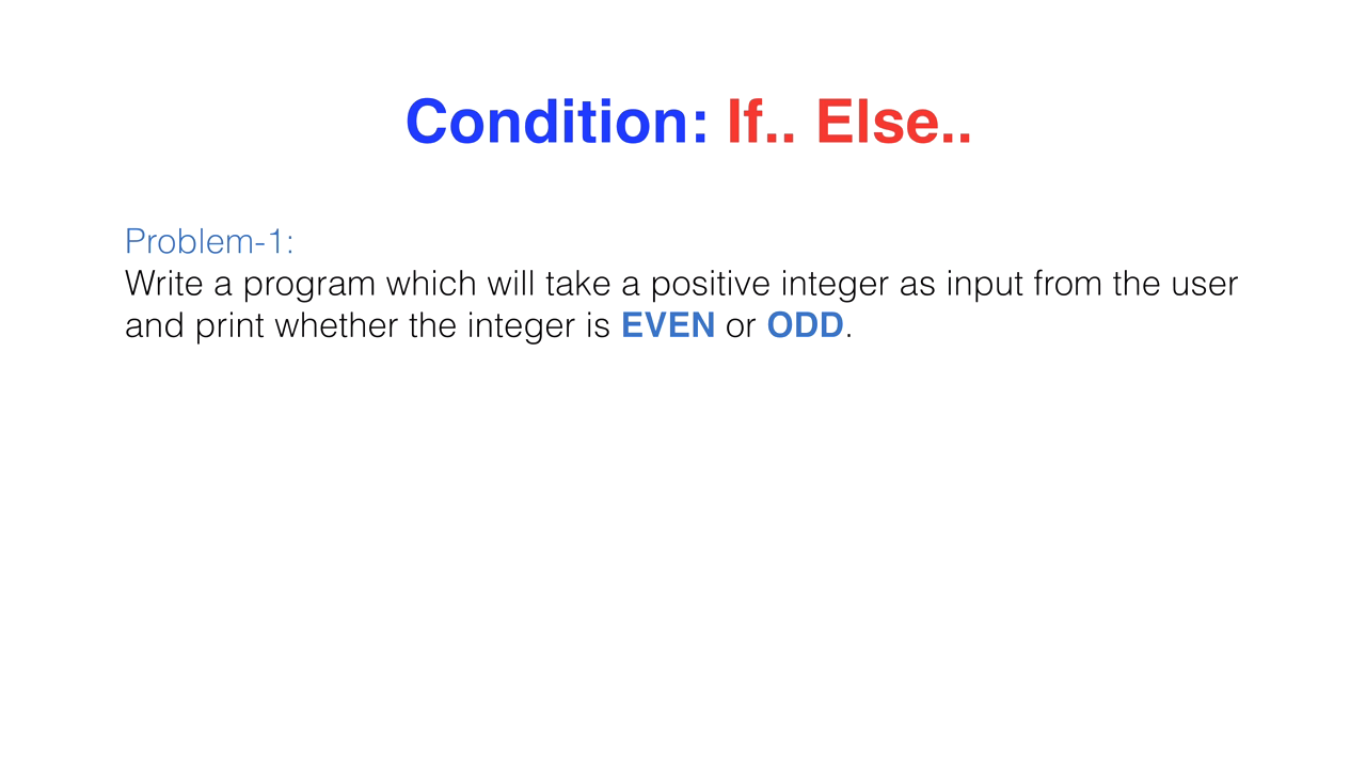 Condition: If.. Else..
Problem-1:
Write a program which will take a positive integer as input from the user
and print whether the integer is EVEN or ODD.